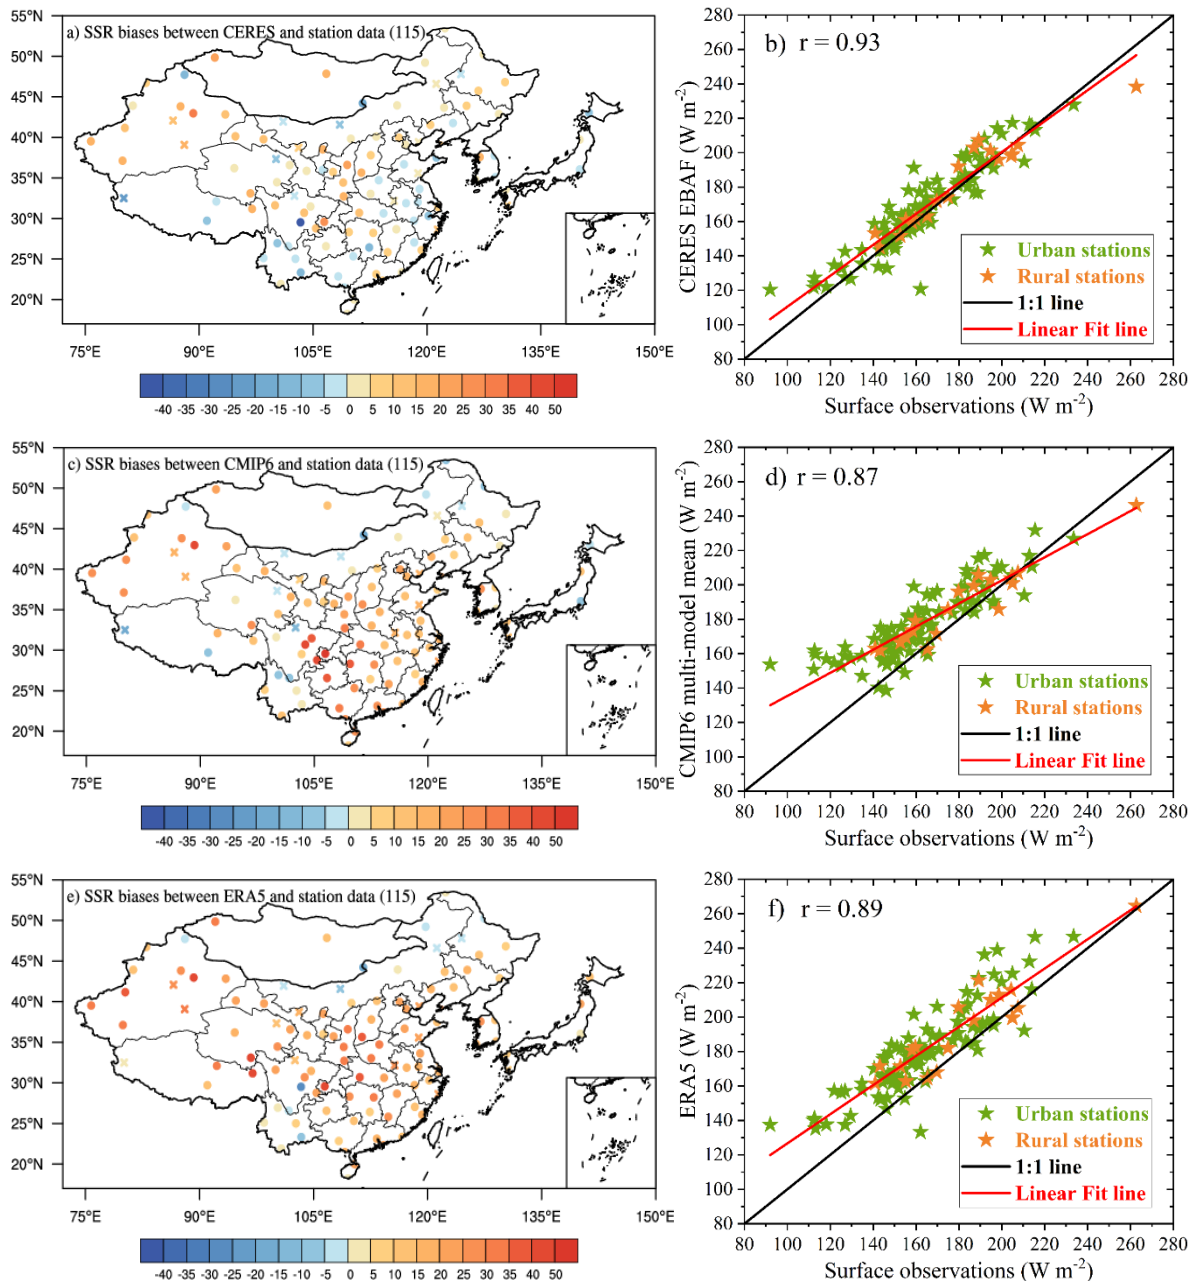 a) SSR biases between CERES and station data (115)
55°N
50°N
45°N
40°N
35°N
30°N
25°N
20°N
75°E 90°E 105°E 120°E 135°E 150°E
-40 -35 -30 -25 -20 -15 -10 -5 0 5 10 15 20 25 30 35 40 50
b) r = 0.93
CERES EBAF (W m⁻²)
280
260
240
220
200
180
160
140
120
100
80
Urban stations
Rural stations
1:1 line
Linear Fit line
80 100 120 140 160 180 200 220 240 260 280
Surface observations (W m⁻²)
c) SSR biases between CMIP6 and station data (115)
55°N
50°N
45°N
40°N
35°N
30°N
25°N
20°N
75°E 90°E 105°E 120°E 135°E 150°E
-40 -35 -30 -25 -20 -15 -10 -5 0 5 10 15 20 25 30 35 40 50
d) r = 0.87
CMIP6 multi-model mean (W m⁻²)
280
260
240
220
200
180
160
140
120
100
80
Urban stations
Rural stations
1:1 line
Linear Fit line
80 100 120 140 160 180 200 220 240 260 280
Surface observations (W m⁻²)
e) SSR biases between ERA5 and station data (115)
55°N
50°N
45°N
40°N
35°N
30°N
25°N
20°N
75°E 90°E 105°E 120°E 135°E 150°E
-40 -35 -30 -25 -20 -15 -10 -5 0 5 10 15 20 25 30 35 40 50
f) r = 0.89
ERA5 (W m⁻²)
280
260
240
220
200
180
160
140
120
100
80
Urban stations
Rural stations
1:1 line
Linear Fit line
80 100 120 140 160 180 200 220 240 260 280
Surface observations (W m⁻²)